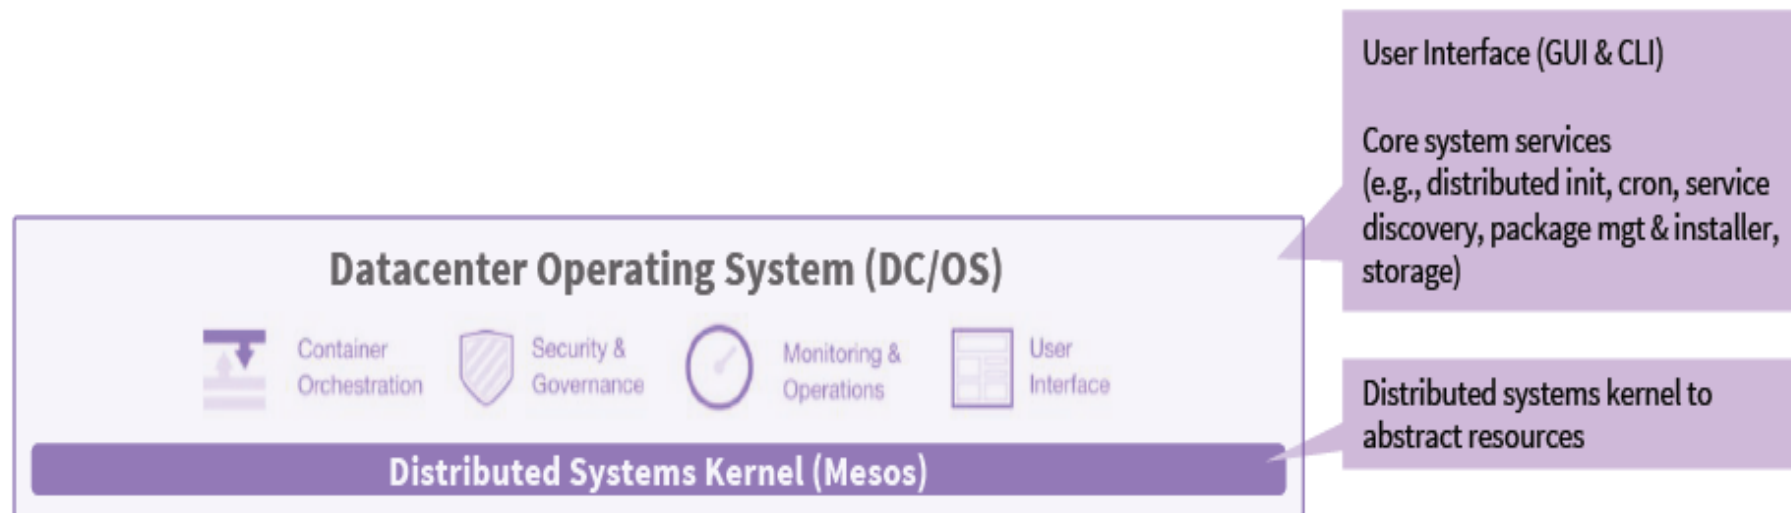 User Interface (GUI & CLI)
Core system services
(e.g., distributed init, cron, service
discovery, package mgt & installer,
storage)
Datacenter Operating System (DC/OS)
Container
Orchestration
Security &
Governance
Monitoring &
Operations
User
Interface
Distributed systems kernel to
abstract resources
Distributed Systems Kernel (Mesos)